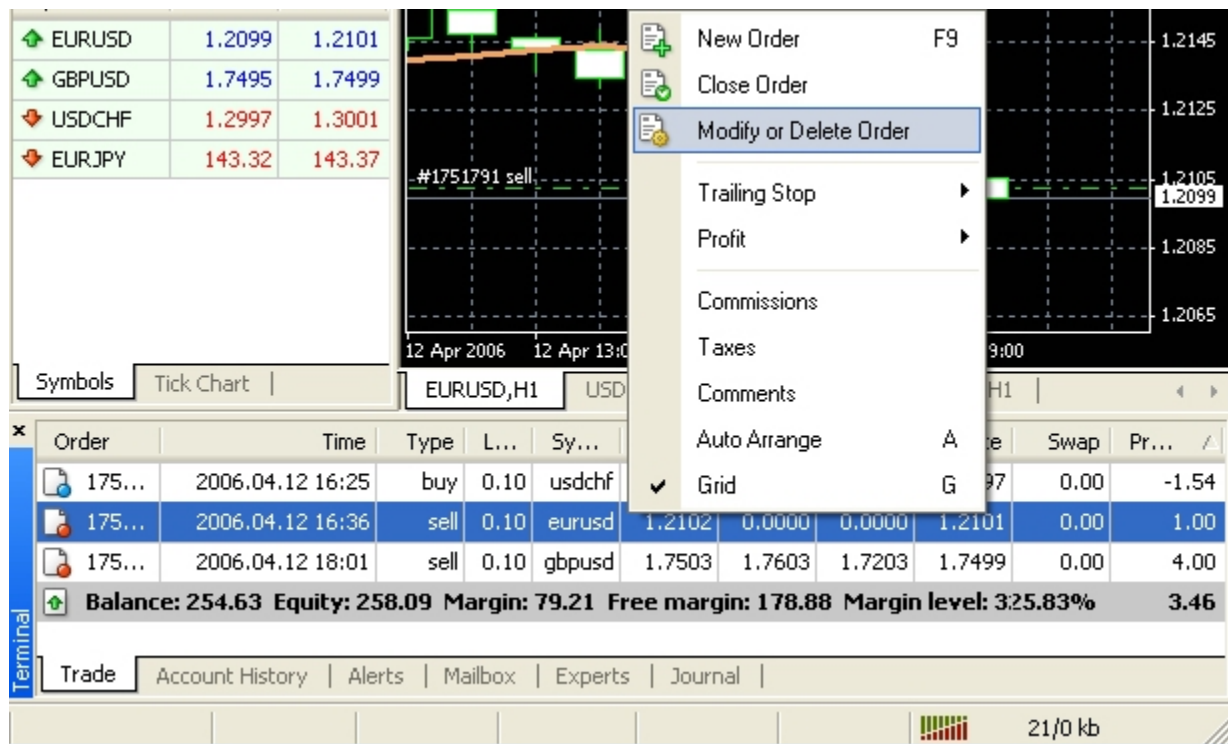 EURUSD 1.2099 1.2101
GBPUSD 1.7495 1.7499
USDCHF 1.2997 1.3001
EURJPY 143.32 143.37
Symbols Tick Chart
1.2145
1.2125
#1751791 sell
1.2105
1.2099
1.2085
1.2065
12 Apr 2006 12 Apr 13:0 9:00
EURUSD,H1 USD H1
New Order F9
Close Order
Modify or Delete Order
Trailing Stop
Profit
Commissions
Taxes
Comments
Auto Arrange A
Grid G
Order Time Type L... Sy... e Swap Pr...
175... 2006.04.12 16:25 buy 0.10 usdchf 97 0.00 -1.54
175... 2006.04.12 16:36 sell 0.10 eurusd 1.2102 0.0000 0.0000 1.2101 0.00 1.00
175... 2006.04.12 18:01 sell 0.10 gbpusd 1.7503 1.7603 1.7203 1.7499 0.00 4.00
Balance: 254.63 Equity: 258.09 Margin: 79.21 Free margin: 178.88 Margin level: 325.83% 3.46
Terminal
Trade Account History | Alerts | Mailbox | Experts | Journal |
21/0 kb